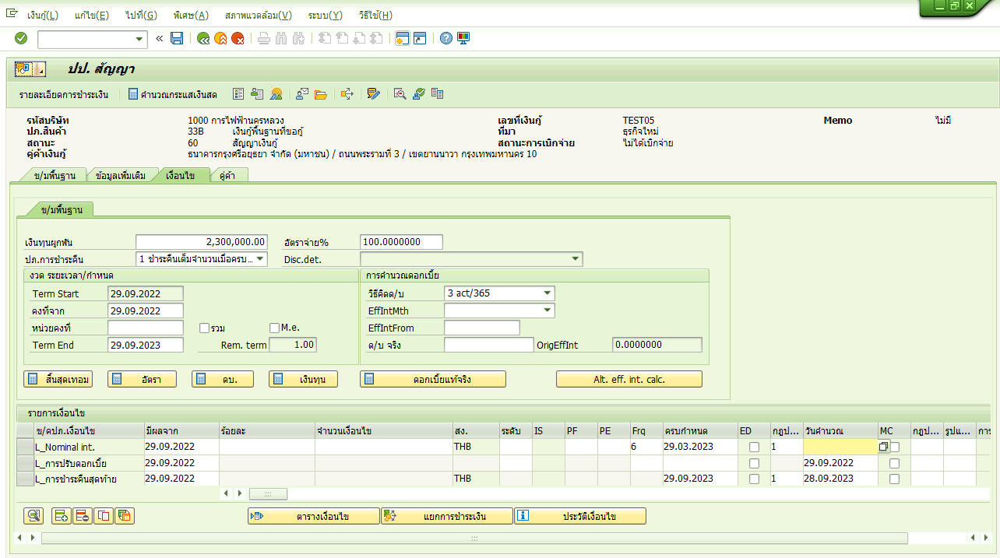 เงินกู้(L) แก้ไข(E) ไปที่(G) พิเศษ(A) สภาพแวดล้อม(V) ระบบ(Y) วิธีใช้(H)
ปป. สัญญา
รายละเอียดการชำระเงิน คำนวณกระแสเงินสด
รหัสบริษัท 1000 การไฟฟ้านครหลวง เลขที่เงินกู้ TEST05 Memo ไม่มี
ปภ.สินค้า 33B เงินกู้พื้นฐานที่ขอกู้ ที่มา ธุรกิจใหม่
สถานะ 60 สัญญาเงินกู้ สถานะการเบิกจ่าย ไม่ได้เบิกจ่าย
คู่ค้าเงินกู้ ธนาคารกรุงศรีอยุธยา จำกัด (มหาชน) / ถนนพระรามที่ 3 / เขตยานนาวา กรุงเทพมหานคร 10
ข/มพื้นฐาน ข้อมูลเพิ่มเติม เงื่อนไข คู่ค้า
ข/มพื้นฐาน
เงินทุนผูกพัน 2,300,000.00 อัตราจ่าย% 100.0000000
ปภ.การชำระคืน 1 ชำระคืนเต็มจำนวนเมื่อครบ... Disc.det.
งวด ระยะเวลา/กำหนด การคำนวณดอกเบี้ย
Term Start 29.09.2022 วิธีคิดด/บ 3 act/365
คงที่จาก 29.09.2022 EffIntMth
หน่วยคงที่ รวม M.e. EffIntFrom
Term End 29.09.2023 Rem. term 1.00 ด/บ จริง OrigEffInt 0.0000000
สิ้นสุดเทอม อัตรา ดบ. เงินทุน ดอกเบี้ยแท้จริง Alt. eff. int. calc.
รายการเงื่อนไข
ข/คปภ.เงื่อนไข มีผลจาก ร้อยละ จำนวนเงื่อนไข สง. ระดับ IS PF PE Frq ครบกำหนด ED กฎป... วันคำนวณ MC กฎป... รูปแ... การ
L_Nominal int. 29.09.2022 THB 6 29.03.2023 1
L_การปรับดอกเบี้ย 29.09.2022 29.09.2022
L_การชำระคืนสุดท้าย 29.09.2022 THB 29.09.2023 1 28.09.2023
ตารางเงื่อนไข แยกการชำระเงิน ประวัติเงื่อนไข